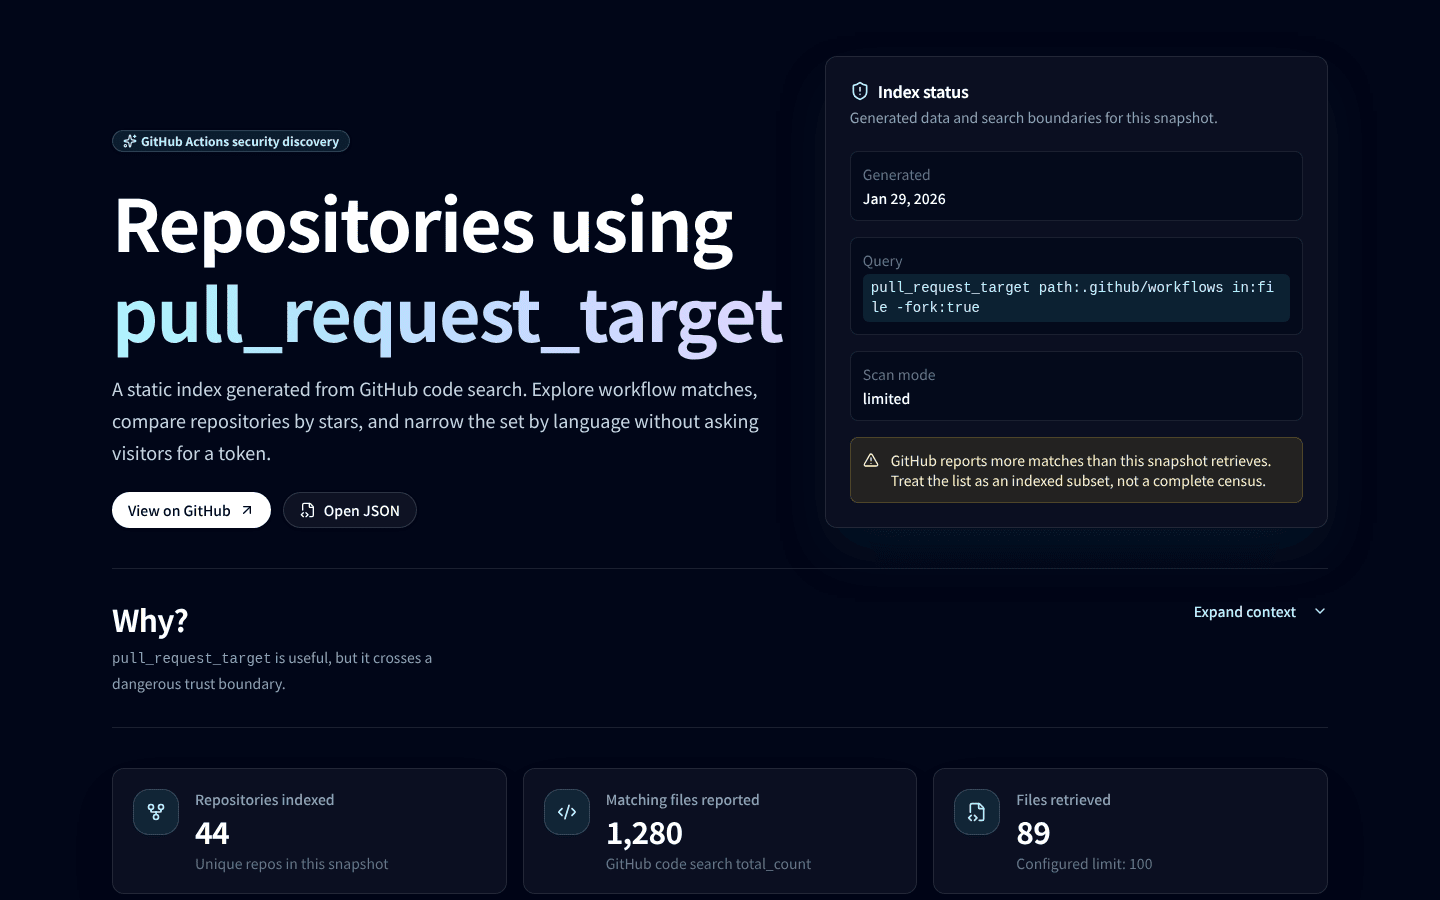 GitHub Actions security discovery
Repositories using
pull_request_target
A static index generated from GitHub code search. Explore workflow matches,
compare repositories by stars, and narrow the set by language without asking
visitors for a token.
View on GitHub
Open JSON
Index status
Generated data and search boundaries for this snapshot.
Generated
Jan 29, 2026
Query
pull_request_target path:.github/workflows in:fi
le -fork:true
Scan mode
limited
GitHub reports more matches than this snapshot retrieves.
Treat the list as an indexed subset, not a complete census.
Why?
pull_request_target is useful, but it crosses a
dangerous trust boundary.
Expand context
Repositories indexed
44
Unique repos in this snapshot
Matching files reported
1,280
GitHub code search total_count
Files retrieved
89
Configured limit: 100